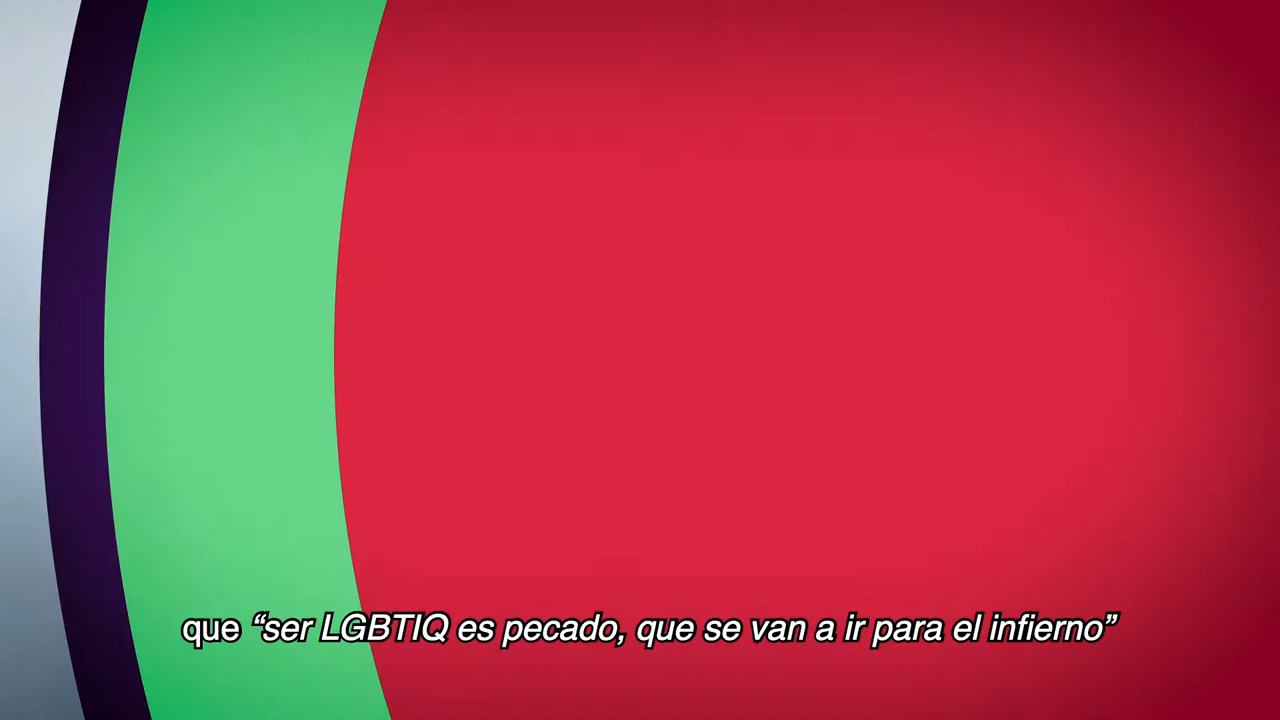 que “ser LGBTIQ es pecado, que se van a ir para el infierno”